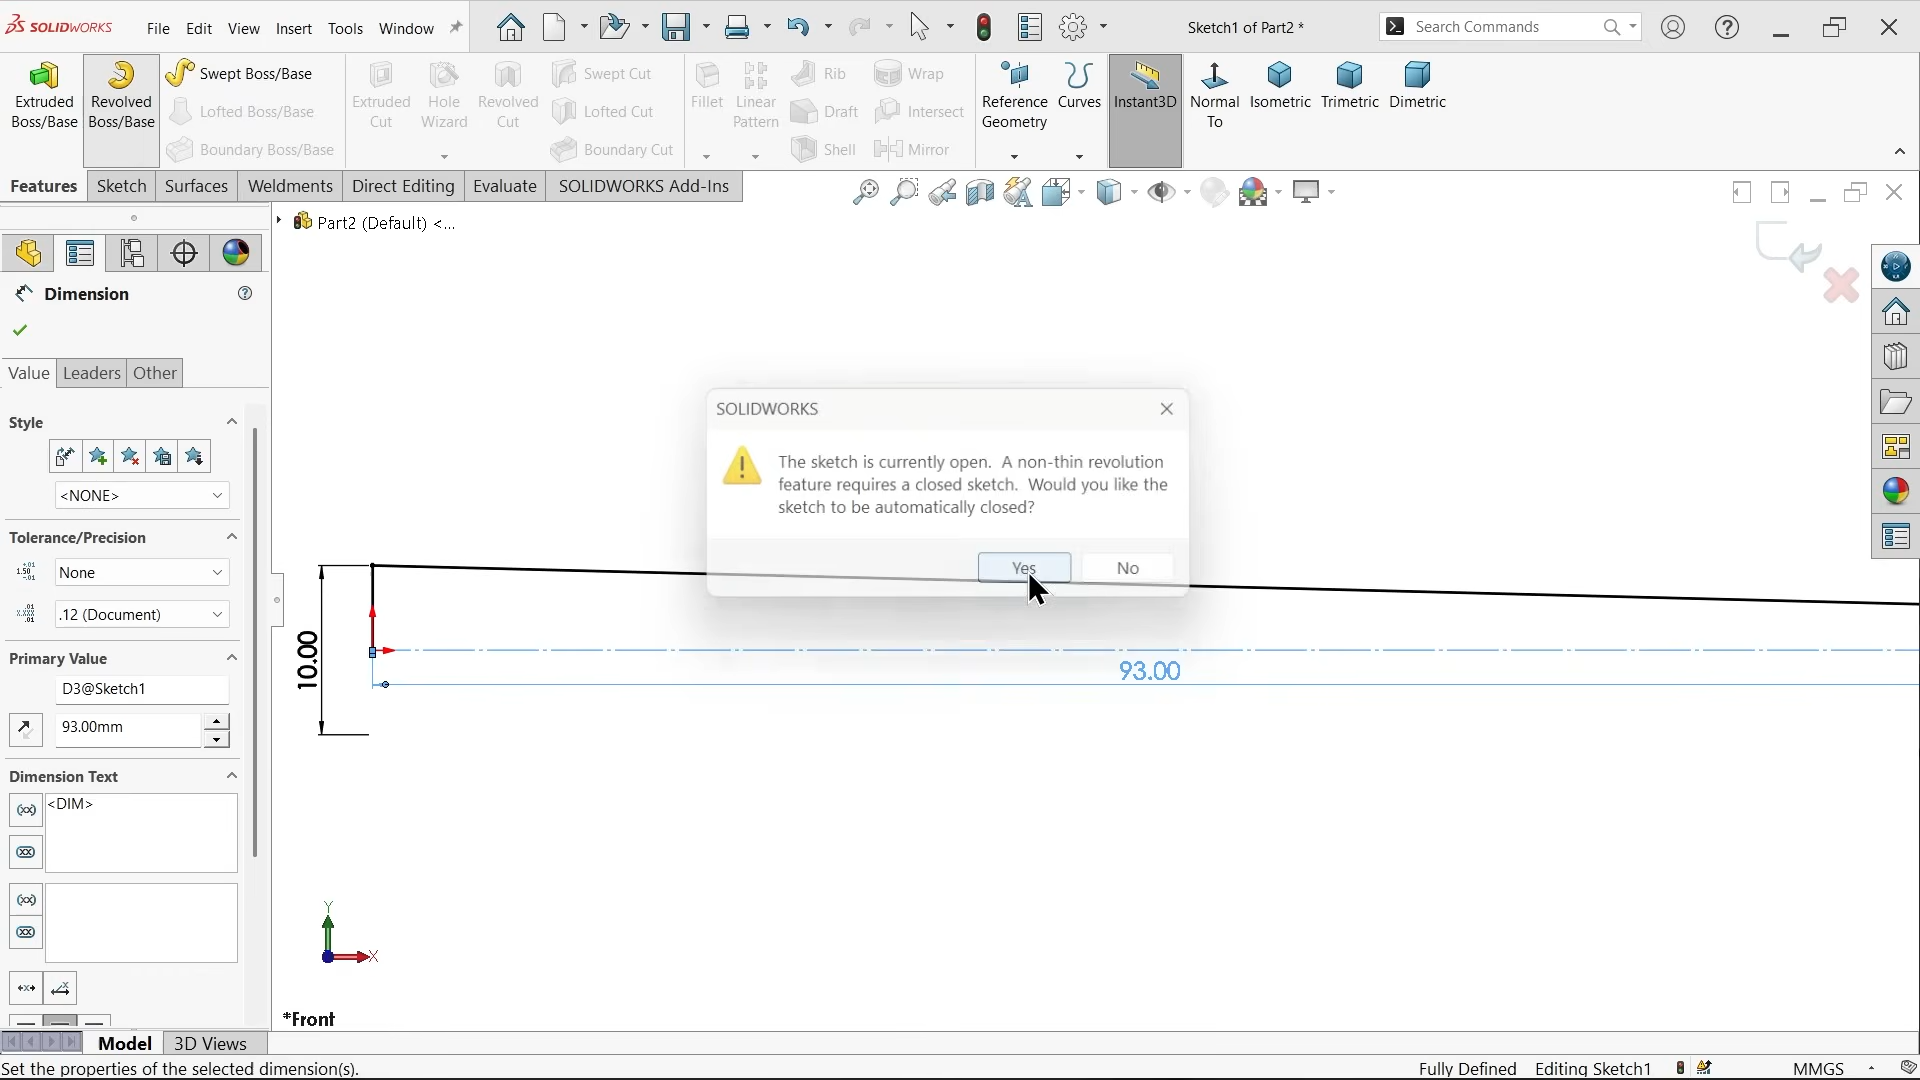 SOLIDWORKS
File Edit View Insert Tools Window
Sketch1 of Part2 *
Search Commands
Extruded Boss/Base
Revolved Boss/Base
Swept Boss/Base
Lofted Boss/Base
Boundary Boss/Base
Extruded Cut
Hole Wizard
Revolved Cut
Swept Cut
Lofted Cut
Boundary Cut
Fillet
Linear Pattern
Rib
Draft
Shell
Wrap
Intersect
Mirror
Reference Geometry
Curves
Instant3D
Normal To
Isometric
Trimetric
Dimetric
Features Sketch Surfaces Weldments Direct Editing Evaluate SOLIDWORKS Add-Ins
Part2 (Default) <...
Dimension
Value Leaders Other
Style
<NONE>
Tolerance/Precision
None
.12 (Document)
Primary Value
D3@Sketch1
93.00mm
Dimension Text
<DIM>
SOLIDWORKS
The sketch is currently open. A non-thin revolution
feature requires a closed sketch. Would you like the
sketch to be automatically closed?
Yes No
10.00
93.00
Y
X
*Front
Model 3D Views
Set the properties of the selected dimension(s).
Fully Defined Editing Sketch1 MMGS